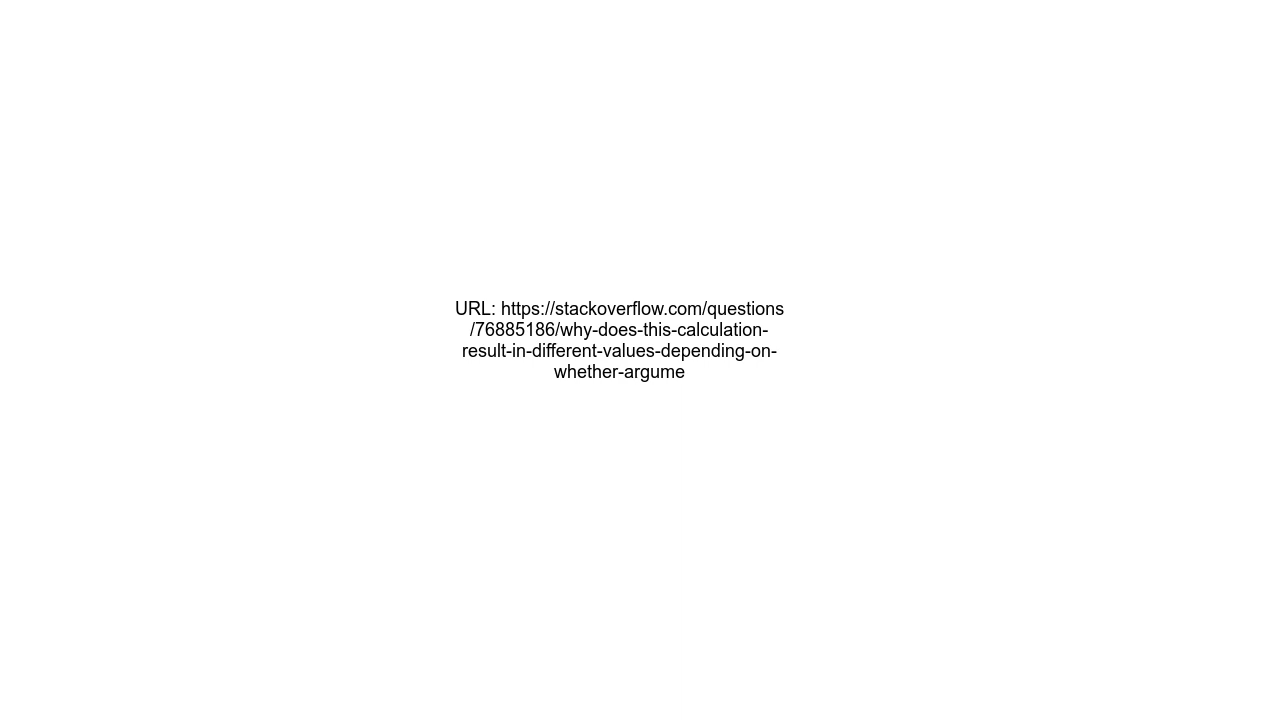 URL: https://stackoverflow.com/questions
/76885186/why-does-this-calculation-
result-in-different-values-depending-on-
whether-argume